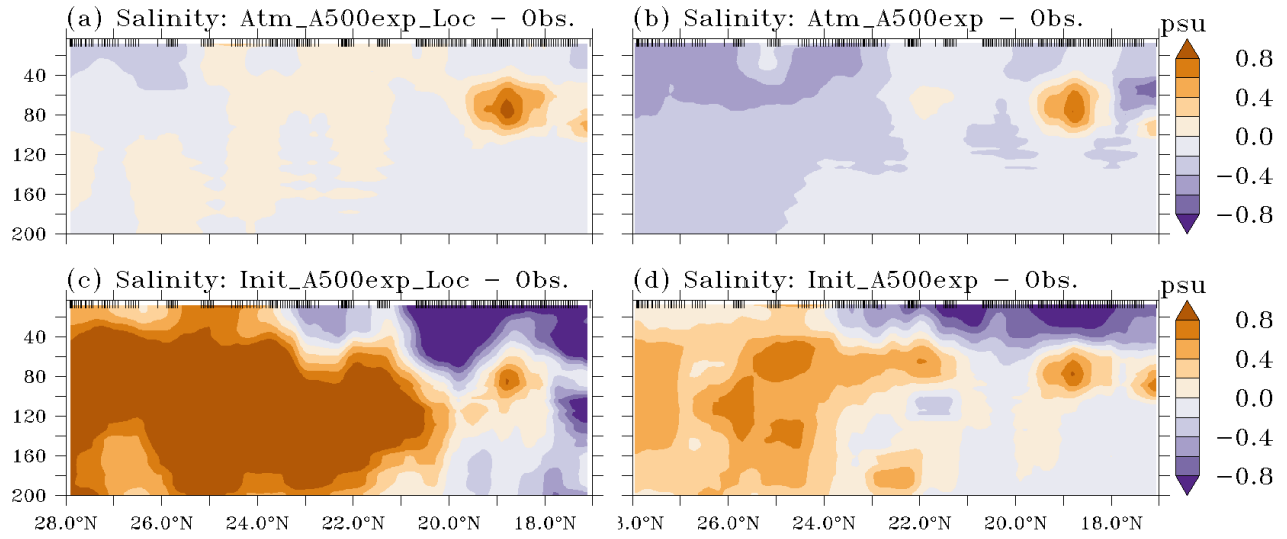 (a) Salinity: Atm_A500exp_Loc − Obs.
(b) Salinity: Atm_A500exp − Obs.
psu
40
80
120
160
200
0.8
0.4
0.0
−0.4
−0.8
(c) Salinity: Init_A500exp_Loc − Obs.
(d) Salinity: Init_A500exp − Obs.
psu
40
80
120
160
200
0.8
0.4
0.0
−0.4
−0.8
28.0°N 26.0°N 24.0°N 22.0°N 20.0°N 18.0°N
8.0°N 26.0°N 24.0°N 22.0°N 20.0°N 18.0°N